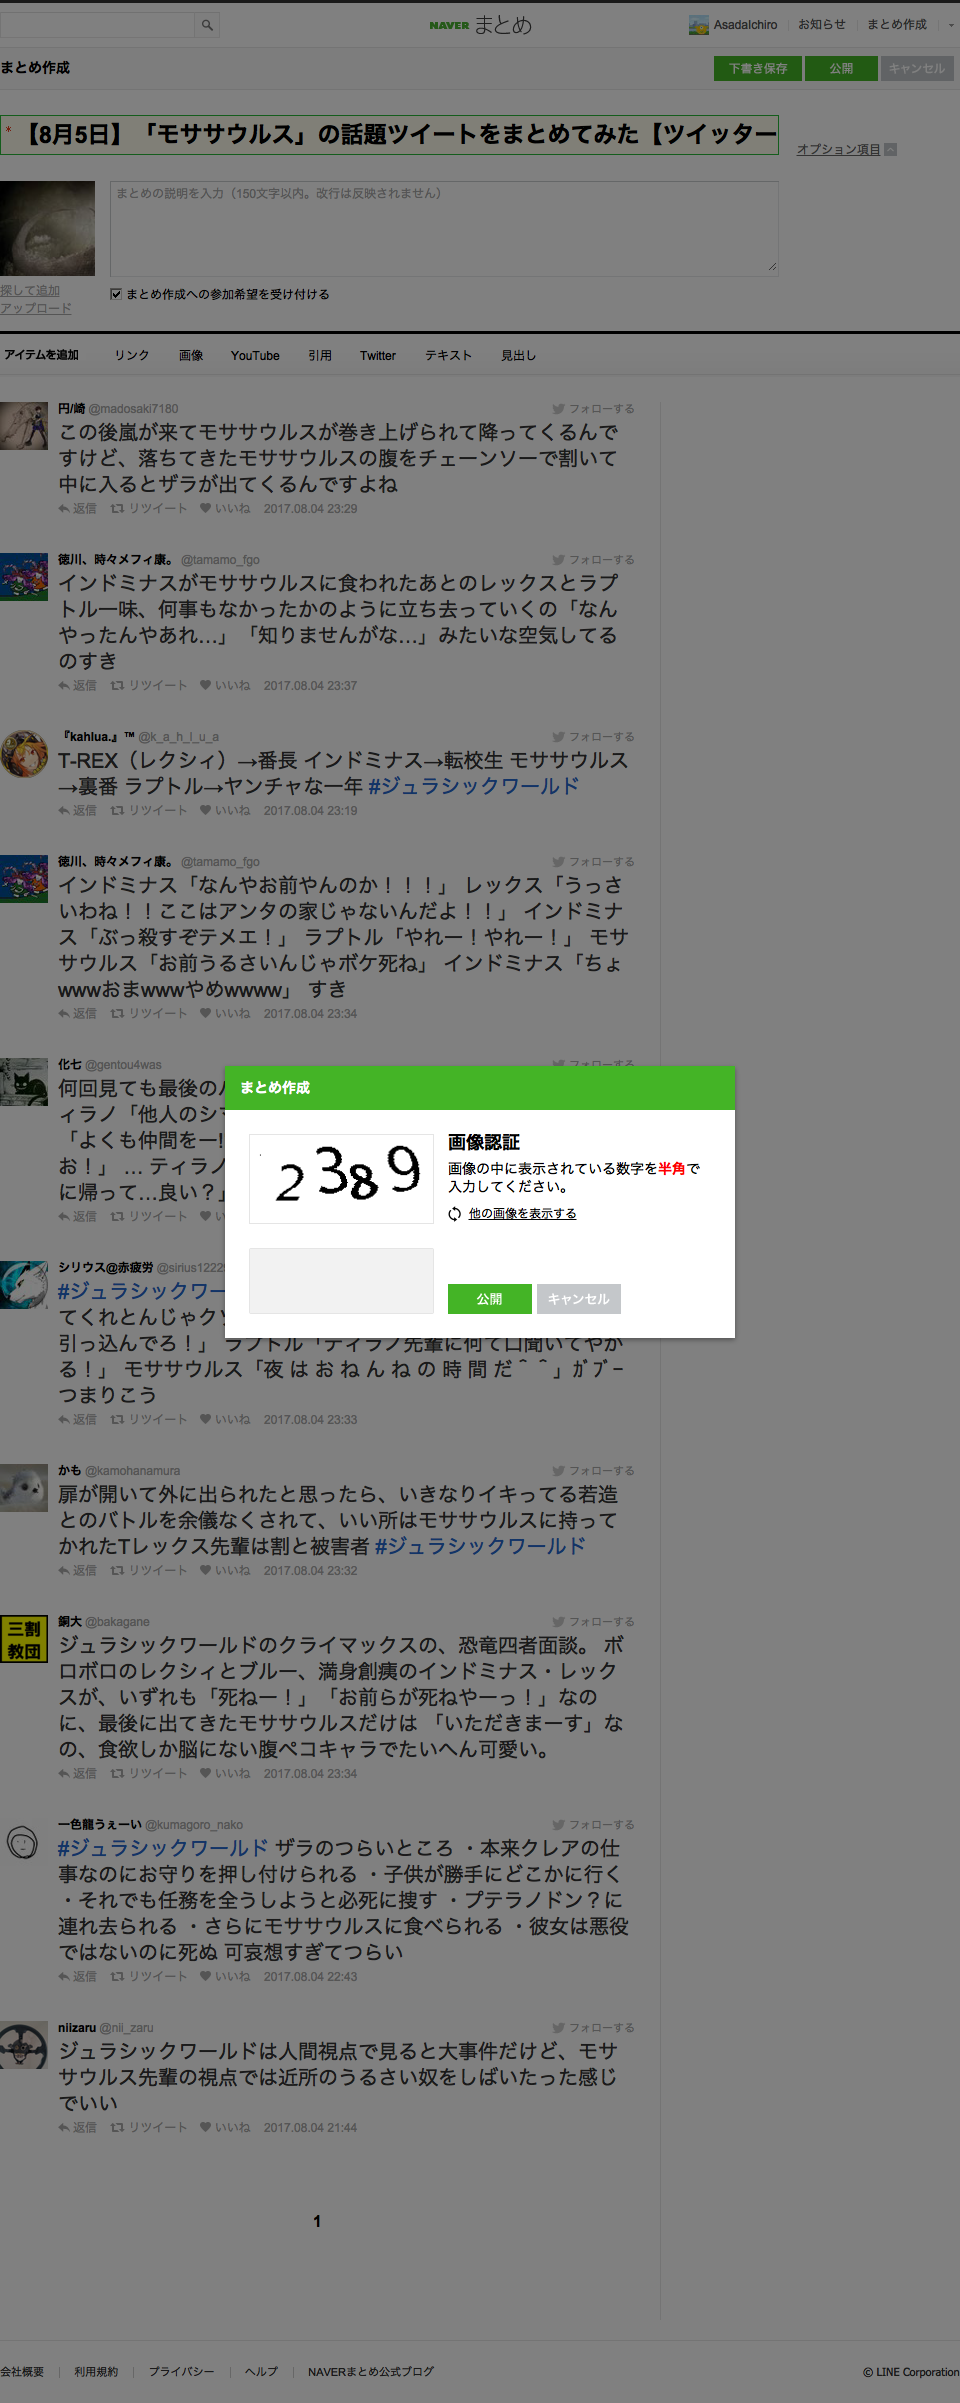 NAVER まとめ
AsadaIchiro お知らせ まとめ作成
まとめ作成
下書き保存 公開 キャンセル
* 【8月5日】「モササウルス」の話題ツイートをまとめてみた【ツイッター
オプション項目
まとめの説明を入力（150文字以内。改行は反映されません）
探して追加
アップロード
まとめ作成への参加希望を受け付ける
アイテムを追加 リンク 画像 YouTube 引用 Twitter テキスト 見出し
円/崎 @madosaki7180 フォローする
この後嵐が来てモササウルスが巻き上げられて降ってくるんで
すけど、落ちてきたモササウルスの腹をチェーンソーで割いて
中に入るとザラが出てくるんですよね
返信 リツイート いいね 2017.08.04 23:29
徳川、時々メフィ康。 @tamamo_fgo フォローする
インドミナスがモササウルスに食われたあとのレックスとラプ
トル一味、何事もなかったかのように立ち去っていくの「なん
やったんやあれ…」「知りませんがな…」みたいな空気してる
のすき
返信 リツイート いいね 2017.08.04 23:37
『kahlua.』™ @k_a_h_l_u_a フォローする
T-REX（レクシィ）→番長 インドミナス→転校生 モササウルス
→裏番 ラプトル→ヤンチャな一年 #ジュラシックワールド
返信 リツイート いいね 2017.08.04 23:19
徳川、時々メフィ康。 @tamamo_fgo フォローする
インドミナス「なんやお前やんのか！！！」 レックス「うっさ
いわね！！ここはアンタの家じゃないんだよ！！」 インドミナ
ス「ぶっ殺すぞテメエ！」 ラプトル「やれー！やれー！」 モサ
サウルス「お前うるさいんじゃボケ死ね」 インドミナス「ちょ
wwwおまwwwやめwwww」 すき
返信 リツイート いいね 2017.08.04 23:34
化七 @gentou4was フォローする
何回見ても最後の
ィラノ「他人のシマ
「よくも仲間を一!
お！」 … ティラノ
に帰って…良い？」
返信 リツイート い
まとめ作成
2389
画像認証
画像の中に表示されている数字を半角で
入力してください。
他の画像を表示する
公開 キャンセル
シリウス@赤疲労 @sirius1222
#ジュラシックワー
てくれとんじゃク
引っ込んでろ！」 ラプトル「ティラノ先輩に何て口聞いてやが
る！」 モササウルス「夜 は お ね ん ね の 時 間 だ ＾ ＾ 」ｶﾞﾌﾞｰ
つまりこう
返信 リツイート いいね 2017.08.04 23:33
かも @kamohanamura フォローする
扉が開いて外に出られたと思ったら、いきなりイキってる若造
とのバトルを余儀なくされて、いい所はモササウルスに持って
かれたTレックス先輩は割と被害者 #ジュラシックワールド
返信 リツイート いいね 2017.08.04 23:32
三割
教団
銅大 @bakagane フォローする
ジュラシックワールドのクライマックスの、恐竜四者面談。 ボ
ロボロのレクシィとブルー、満身創痍のインドミナス・レック
スが、いずれも「死ねー！」「お前らが死ねやーっ！」なの
に、最後に出てきたモササウルスだけは 「いただきまーす」な
の、食欲しか脳にない腹ペコキャラでたいへん可愛い。
返信 リツイート いいね 2017.08.04 23:34
一色龍うぇーい @kumagoro_nako フォローする
#ジュラシックワールド ザラのつらいところ ・本来クレアの仕
事なのにお守りを押し付けられる ・子供が勝手にどこかに行く
・それでも任務を全うしようと必死に捜す ・プテラノドン？に
連れ去られる ・さらにモササウルスに食べられる ・彼女は悪役
ではないのに死ぬ 可哀想すぎてつらい
返信 リツイート いいね 2017.08.04 22:43
niizaru @nii_zaru フォローする
ジュラシックワールドは人間視点で見ると大事件だけど、モサ
サウルス先輩の視点では近所のうるさい奴をしばいたった感じ
でいい
返信 リツイート いいね 2017.08.04 21:44
1
会社概要 利用規約 プライバシー ヘルプ NAVERまとめ公式ブログ
© LINE Corporation